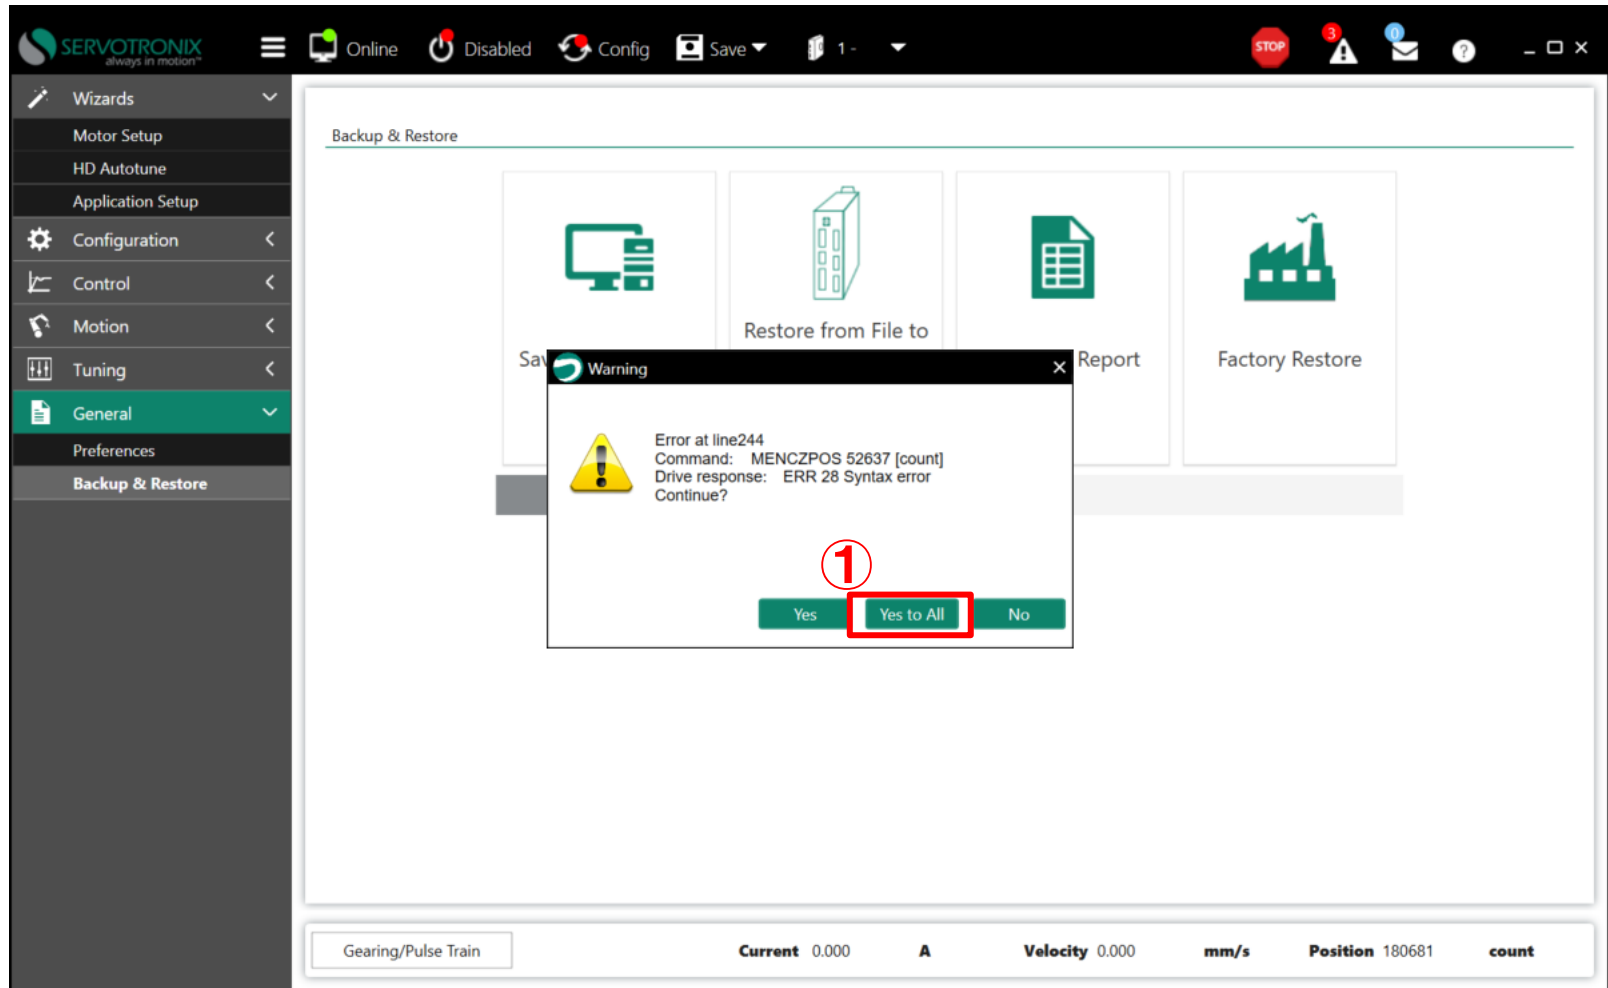 SERVOTRONIX
always in motion™
Online
Disabled
Config
Save
1 -
STOP
3
0
?
Wizards
Motor Setup
HD Autotune
Application Setup
Configuration
Control
Motion
Tuning
General
Preferences
Backup & Restore
Backup & Restore
Restore from File to
Sav
Report
Factory Restore
Warning
Error at line244
Command: MENCZPOS 52637 [count]
Drive response: ERR 28 Syntax error
Continue?
①
Yes
Yes to All
No
Gearing/Pulse Train
Current 0.000 A
Velocity 0.000 mm/s
Position 180681 count